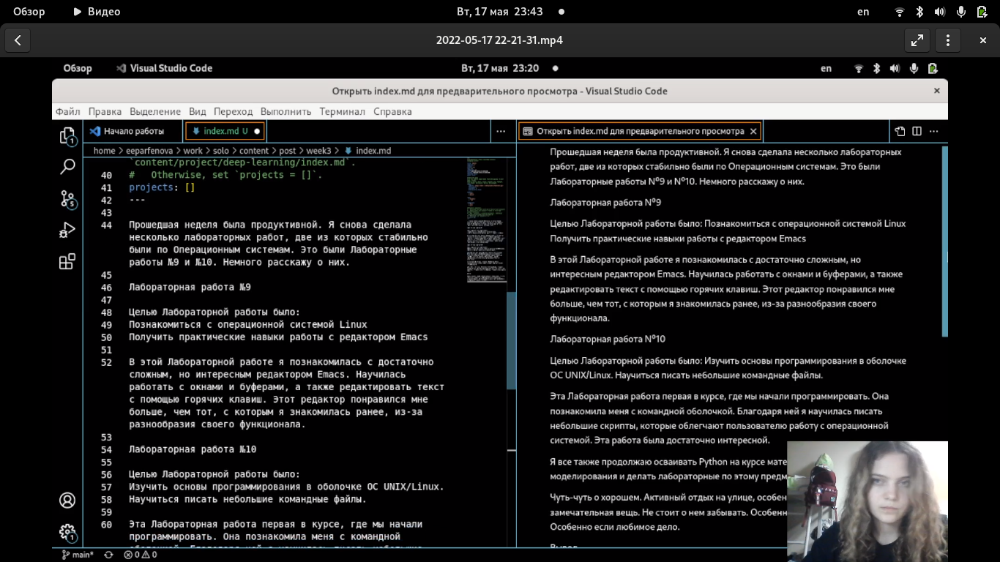 Обзор Видео Вт, 17 мая 23:43 en
2022-05-17 22-21-31.mp4
Обзор Visual Studio Code Вт, 17 мая 23:20 en
Открыть index.md для предварительного просмотра - Visual Studio Code
Файл Правка Выделение Вид Переход Выполнить Терминал Справка
Начало работы index.md U Открыть index.md для предварительного просмотра
home > eeparfenova > work > solo > content > post > week3 > index.md
`content/project/deep-learning/index.md`.
40 # Otherwise, set `projects = []`.
41 projects: []
42 ---
43
44 Прошедшая неделя была продуктивной. Я снова сделала
несколько лабораторных работ, две из которых стабильно
были по Операционным системам. Это были Лабораторные
работы №9 и №10. Немного расскажу о них.
45
46 Лабораторная работа №9
47
48 Целью Лабораторной работы было:
49 Познакомиться с операционной системой Linux
50 Получить практические навыки работы с редактором Emacs
51
52 В этой Лабораторной работе я познакомилась с достаточно
сложным, но интересным редактором Emacs. Научилась
работать с окнами и буферами, а также редактировать текст
с помощью горячих клавиш. Этот редактор понравился мне
больше, чем тот, с которым я знакомилась ранее, из-за
разнообразия своего функционала.
53
54 Лабораторная работа №10
55
56 Целью Лабораторной работы было:
57 Изучить основы программирования в оболочке ОС UNIX/Linux.
58 Научиться писать небольшие командные файлы.
59
60 Эта Лабораторная работа первая в курсе, где мы начали
программировать. Она познакомила меня с командной
Прошедшая неделя была продуктивной. Я снова сделала несколько лабораторных
работ, две из которых стабильно были по Операционным системам. Это были
Лабораторные работы №9 и №10. Немного расскажу о них.
Лабораторная работа №9
Целью Лабораторной работы было: Познакомиться с операционной системой Linux
Получить практические навыки работы с редактором Emacs
В этой Лабораторной работе я познакомилась с достаточно сложным, но
интересным редактором Emacs. Научилась работать с окнами и буферами, а также
редактировать текст с помощью горячих клавиш. Этот редактор понравился мне
больше, чем тот, с которым я знакомилась ранее, из-за разнообразия своего
функционала.
Лабораторная работа №10
Целью Лабораторной работы было: Изучить основы программирования в оболочке
ОС UNIX/Linux. Научиться писать небольшие командные файлы.
Эта Лабораторная работа первая в курсе, где мы начали программировать. Она
познакомила меня с командной оболочкой. Благодаря ней я научилась писать
небольшие скрипты, которые облегчают пользователю работу с операционной
системой. Эта работа была достаточно интересной.
Я все также продолжаю осваивать Python на курсе мате
моделирования и делать лабораторные по этому предм
Чуть-чуть о хорошем. Активный отдых на улице, особен
замечательная вещь. Не стоит о нем забывать. Особенн
Особенно если любимое дело.
main* 0 0